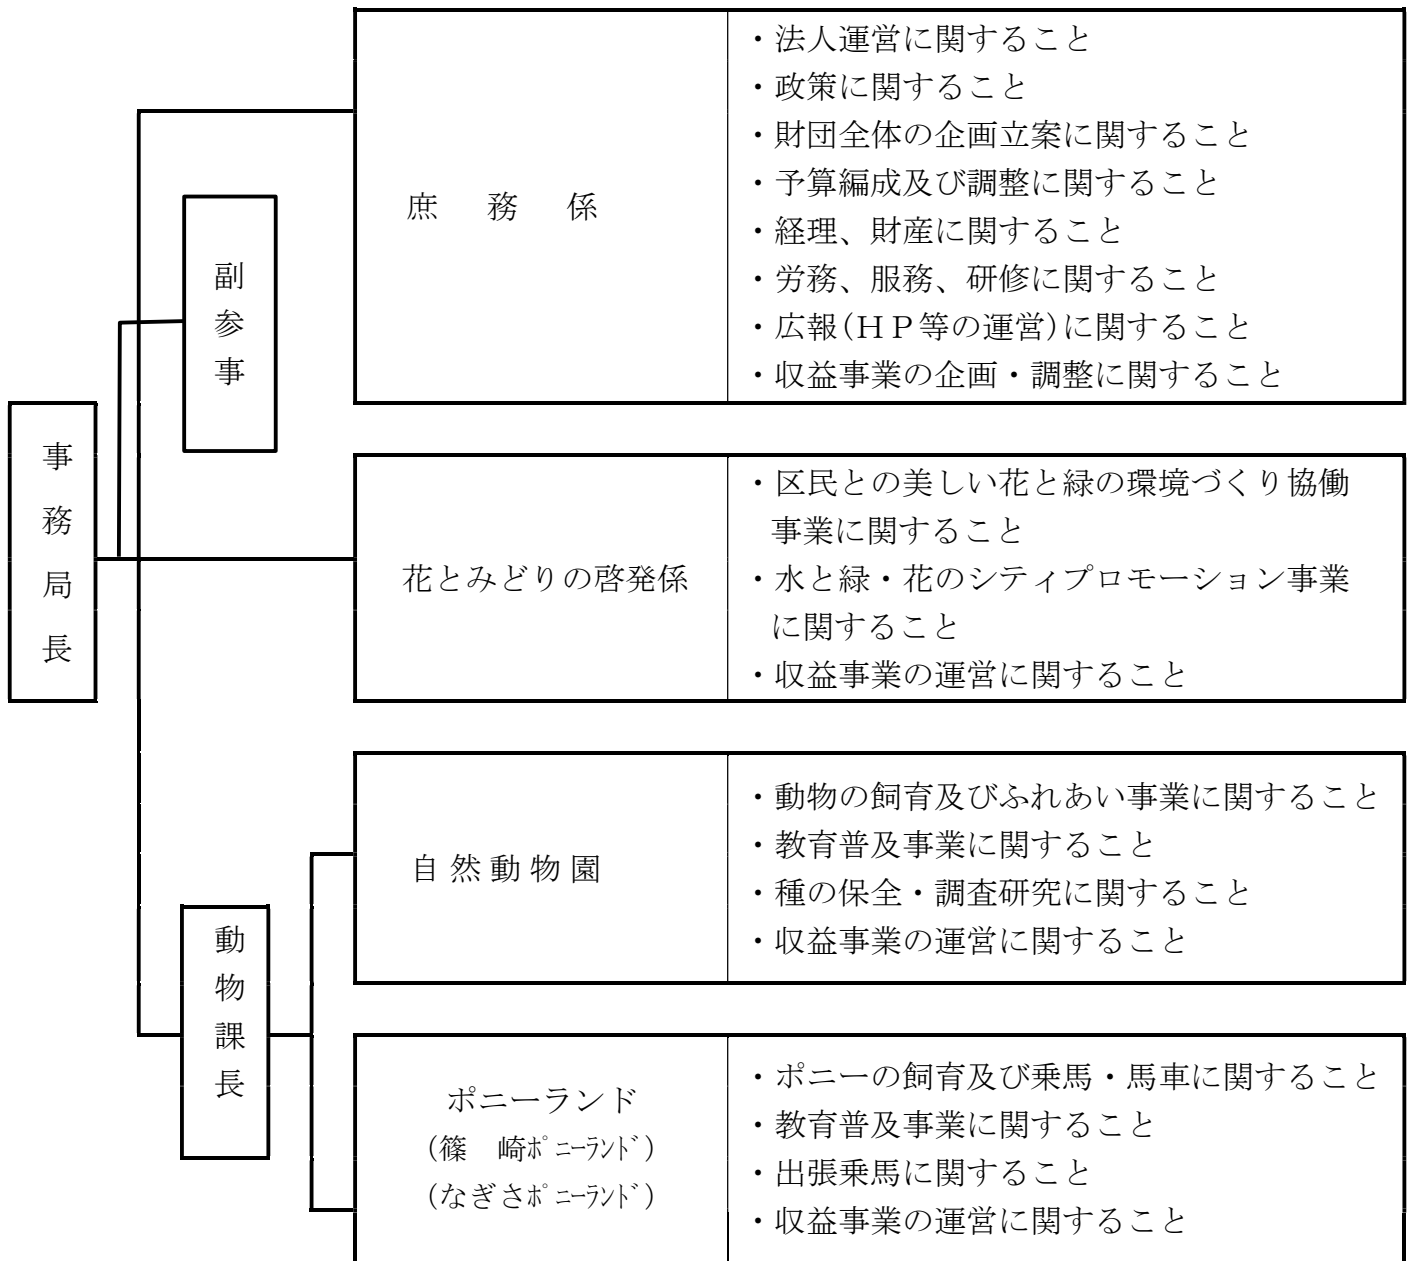 庶　務　係
・法人運営に関すること
・政策に関すること
・財団全体の企画立案に関すること
・予算編成及び調整に関すること
・経理、財産に関すること
・労務、服務、研修に関すること
・広報(ＨＰ等の運営)に関すること
・収益事業の企画・調整に関すること
副参事
事務局長
花とみどりの啓発係
・区民との美しい花と緑の環境づくり協働
事業に関すること
・水と緑・花のシティプロモーション事業
に関すること
・収益事業の運営に関すること
自然動物園
・動物の飼育及びふれあい事業に関すること
・教育普及事業に関すること
・種の保全・調査研究に関すること
・収益事業の運営に関すること
動物課長
ポニーランド
(篠　崎ﾎﾟﾆｰﾗﾝﾄﾞ)
(なぎさﾎﾟﾆｰﾗﾝﾄﾞ)
・ポニーの飼育及び乗馬・馬車に関すること
・教育普及事業に関すること
・出張乗馬に関すること
・収益事業の運営に関すること